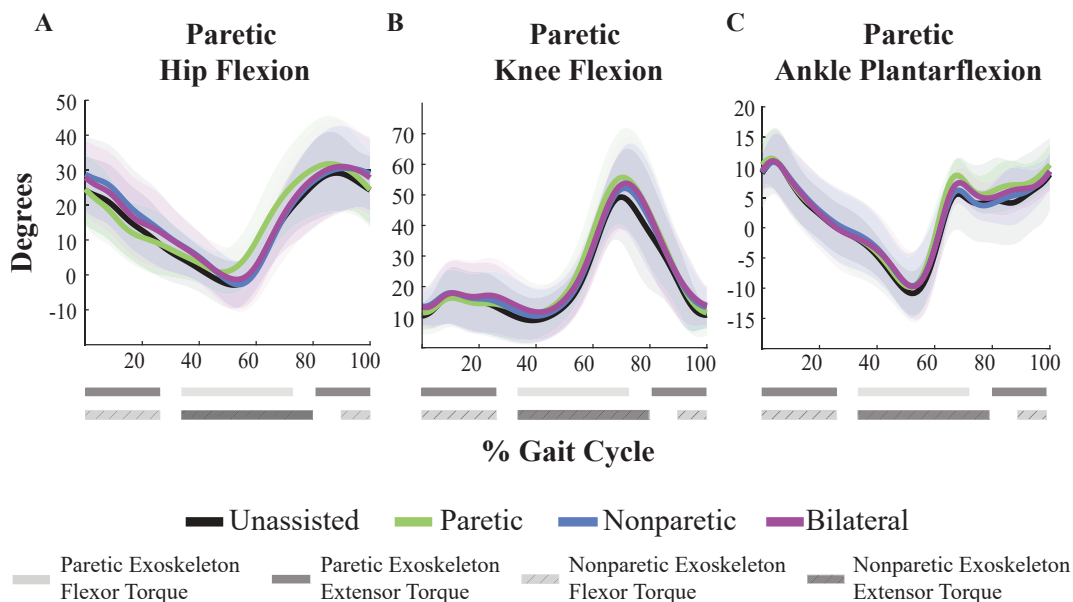 A
Paretic
Hip Flexion
B
Paretic
Knee Flexion
C
Paretic
Ankle Plantarflexion
Degrees
50
40
30
20
10
0
-10
20 40 60 80 100
70
60
50
40
30
20
10
20 40 60 80 100
20
15
10
5
0
-5
-10
-15
20 40 60 80 100
% Gait Cycle
Unassisted Paretic Nonparetic Bilateral
Paretic Exoskeleton
Flexor Torque
Paretic Exoskeleton
Extensor Torque
Nonparetic Exoskeleton
Flexor Torque
Nonparetic Exoskeleton
Extensor Torque